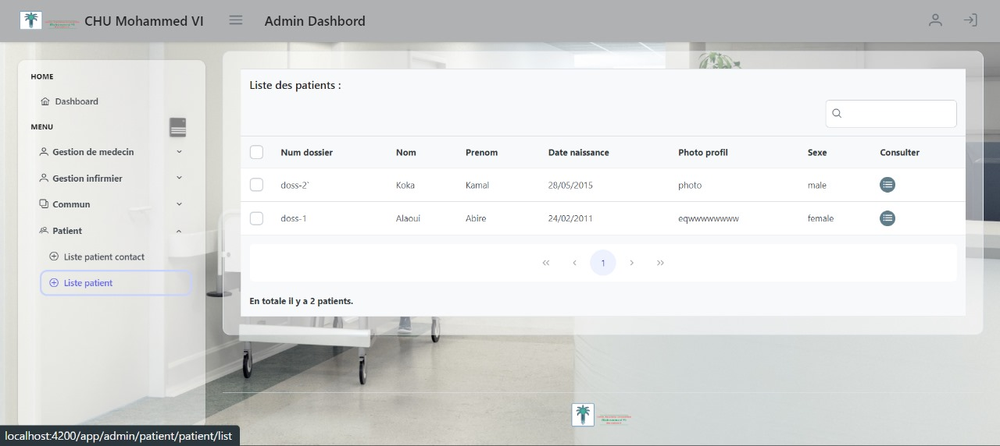 CHU Mohammed VI
Admin Dashbord
HOME
Dashboard
MENU
Gestion de medecin
Gestion infirmier
Commun
Patient
Liste patient contact
Liste patient
Liste des patients :
Num dossier Nom Prenom Date naissance Photo profil Sexe Consulter
doss-2` Koka Kamal 28/05/2015 photo male
doss-1 Alaoui Abire 24/02/2011 eqwwwwwwww female
« ‹ 1 › »
En totale il y a 2 patients.
Mohammed VI
localhost:4200/app/admin/patient/patient/list